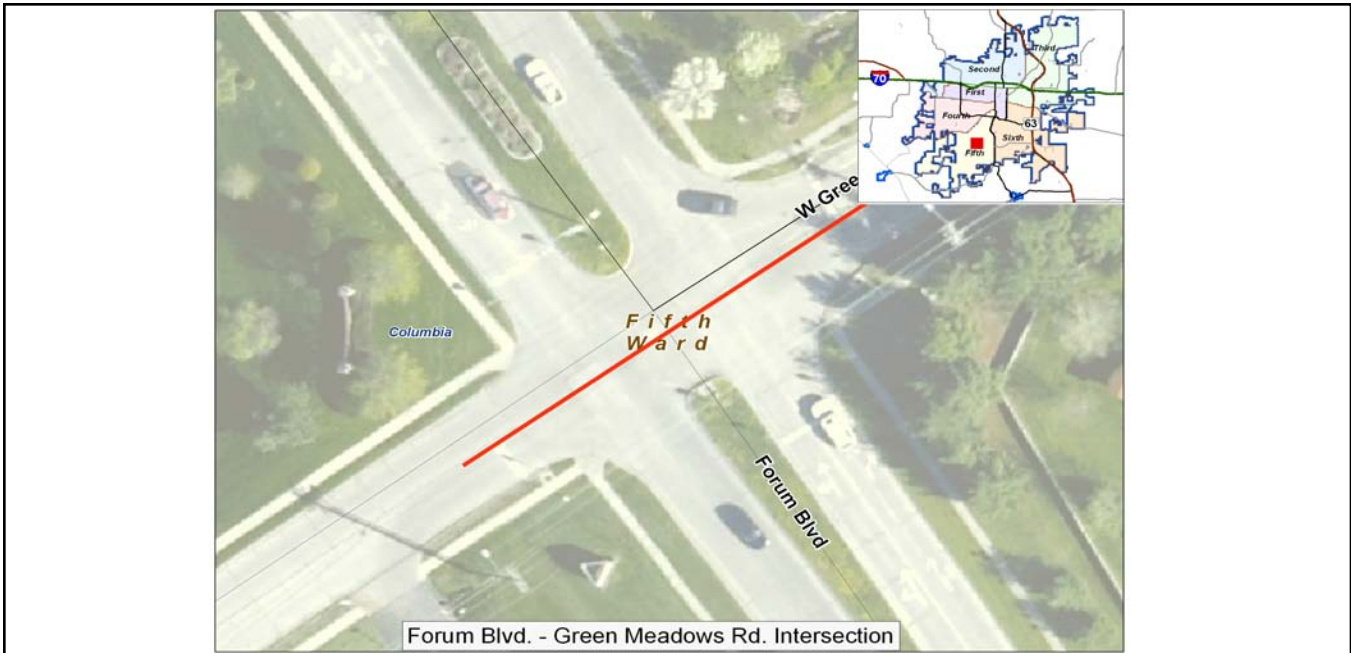 Second
Third
70
First
Fourth
63
Sixth
Fifth
W Gree
Fifth
Ward
Columbia
Forum Blvd
Forum Blvd. - Green Meadows Rd. Intersection